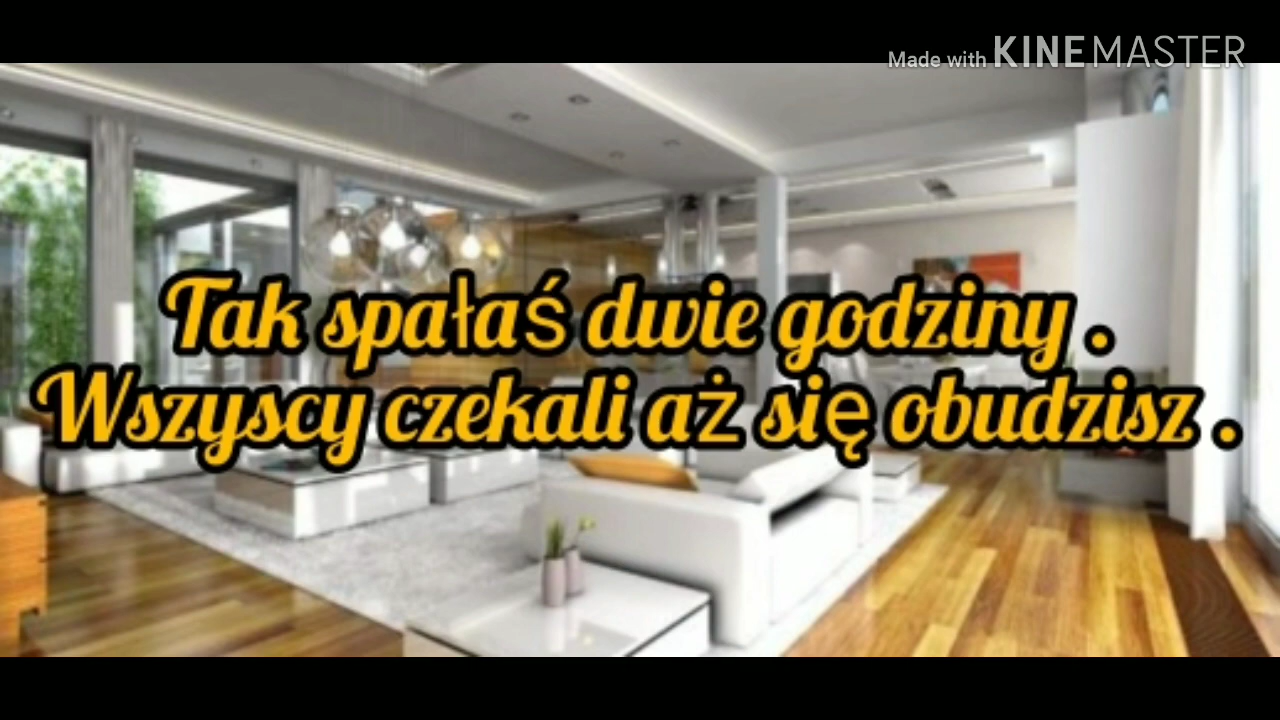 Made with KINEMASTER
Tak spałaś dwie godziny .
Wszyscy czekali aż się obudzisz .